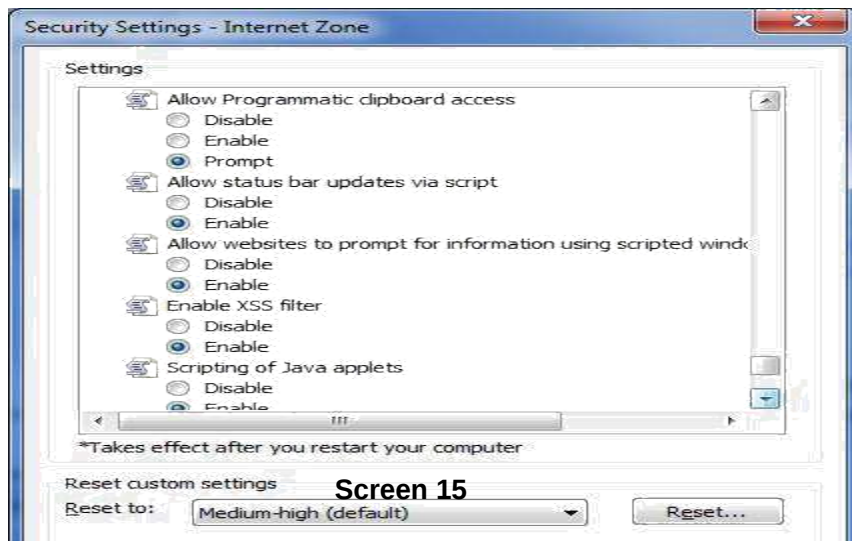 Security Settings - Internet Zone
Settings
Allow Programmatic clipboard access
Disable
Enable
Prompt
Allow status bar updates via script
Disable
Enable
Allow websites to prompt for information using scripted windo
Disable
Enable
Enable XSS filter
Disable
Enable
Scripting of Java applets
Disable
Enable
*Takes effect after you restart your computer
Reset custom settings
Screen 15
Reset to: Medium-high (default) Reset...